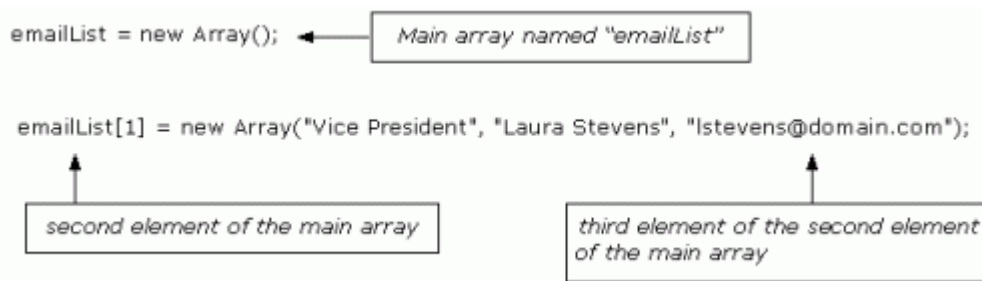 emailList = new Array();
Main array named “emailList”
emailList[1] = new Array("Vice President", "Laura Stevens", "lstevens@domain.com");
second element of the main array
third element of the second element
of the main array